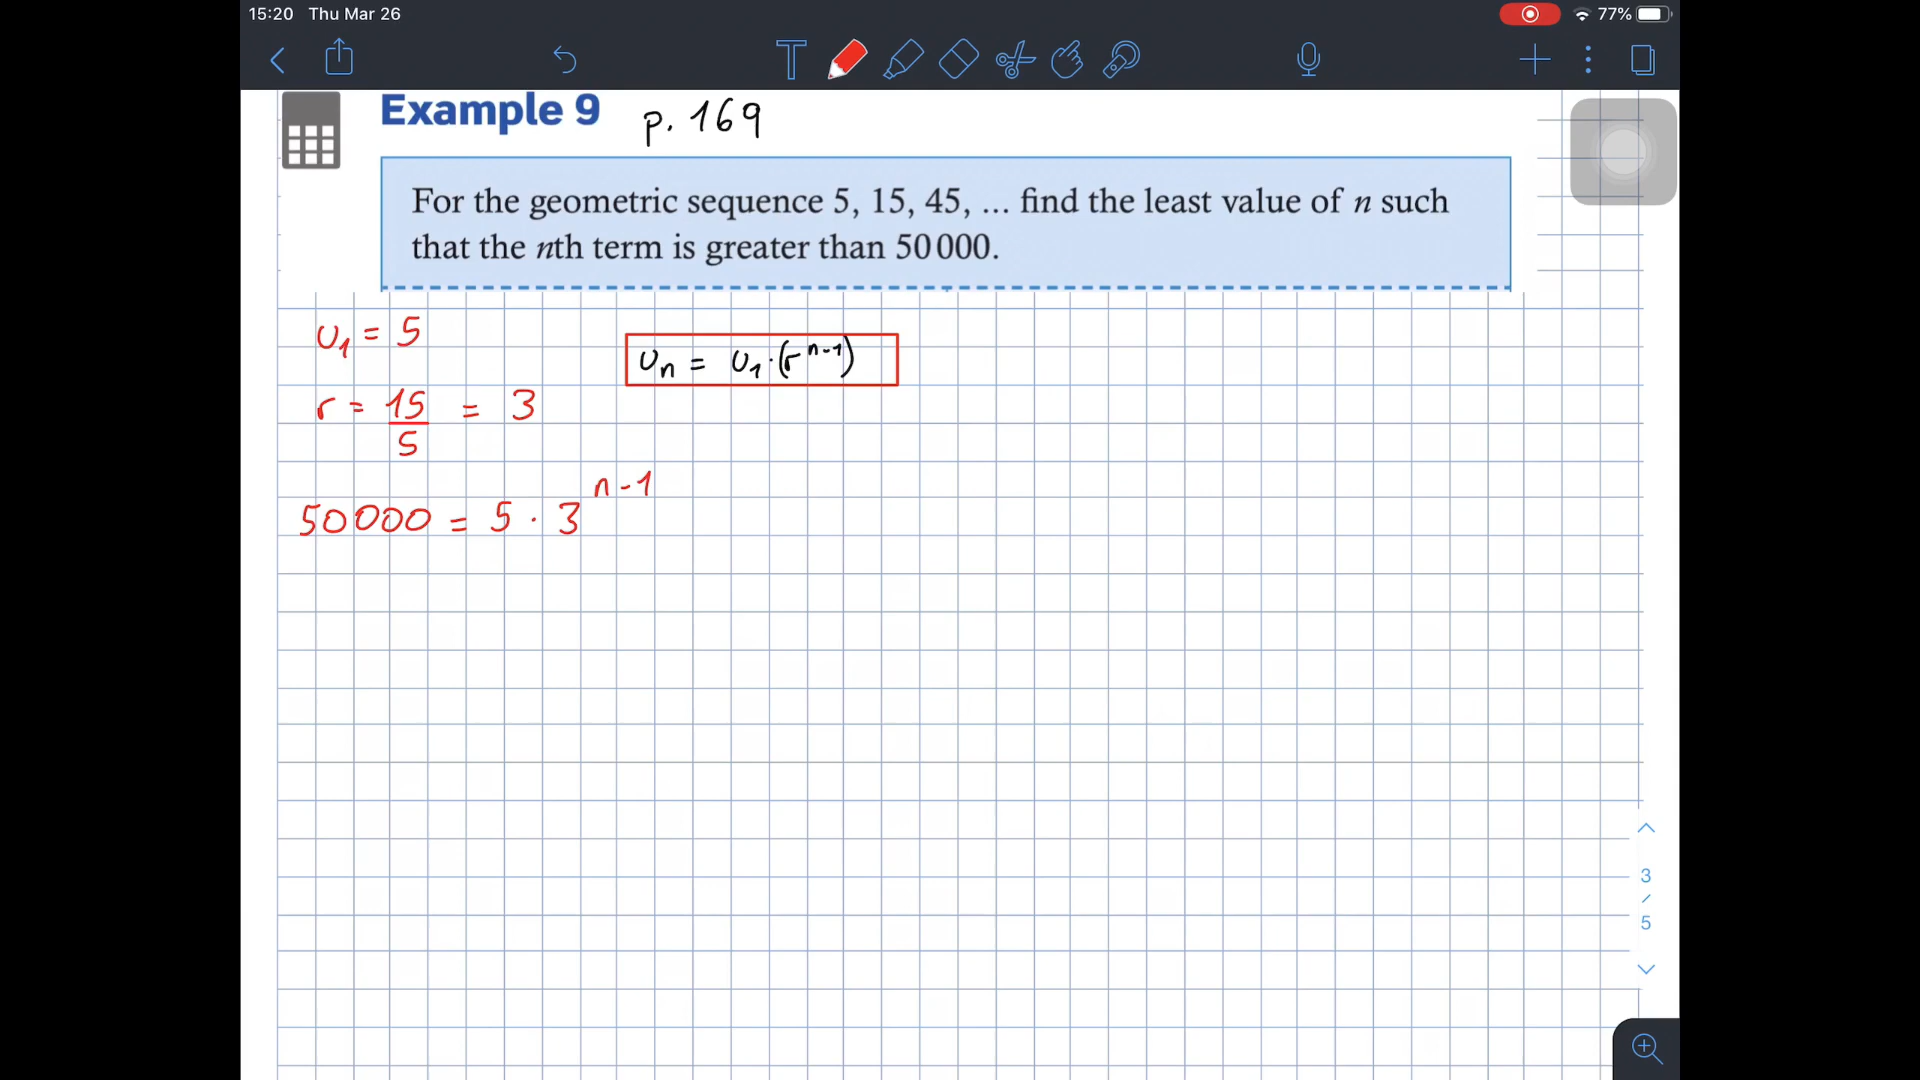 15:20 Thu Mar 26 77%
T
Example 9 p. 169
For the geometric sequence 5, 15, 45, ... find the least value of n such
that the nth term is greater than 50 000.
u₁ = 5
uₙ = u₁·(rⁿ⁻¹)
r = 15/5 = 3
50000 = 5 · 3ⁿ⁻¹
3
/
5